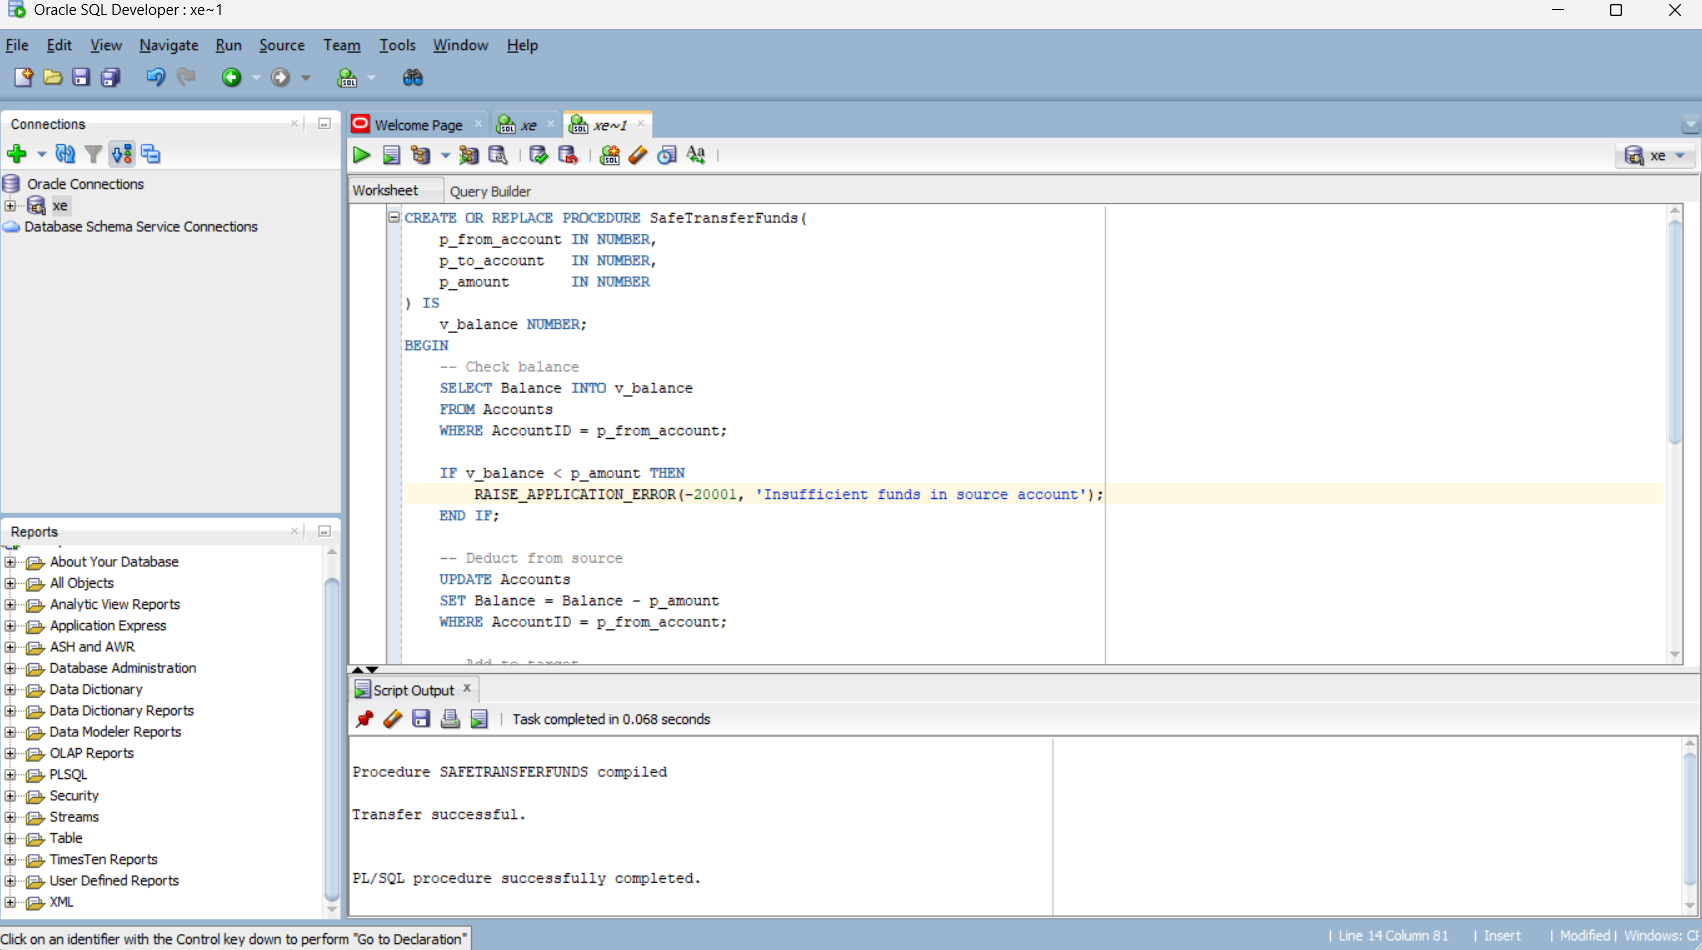 Oracle SQL Developer : xe~1
File Edit View Navigate Run Source Team Tools Window Help
Connections
Oracle Connections
xe
Database Schema Service Connections
Reports
About Your Database
All Objects
Analytic View Reports
Application Express
ASH and AWR
Database Administration
Data Dictionary
Data Dictionary Reports
Data Modeler Reports
OLAP Reports
PLSQL
Security
Streams
Table
TimesTen Reports
User Defined Reports
XML
Welcome Page xe xe~1
xe
Worksheet Query Builder
CREATE OR REPLACE PROCEDURE SafeTransferFunds(
p_from_account IN NUMBER,
p_to_account IN NUMBER,
p_amount IN NUMBER
) IS
v_balance NUMBER;
BEGIN
-- Check balance
SELECT Balance INTO v_balance
FROM Accounts
WHERE AccountID = p_from_account;
IF v_balance < p_amount THEN
RAISE_APPLICATION_ERROR(-20001, 'Insufficient funds in source account');
END IF;
-- Deduct from source
UPDATE Accounts
SET Balance = Balance - p_amount
WHERE AccountID = p_from_account;
Add to target
Script Output
Task completed in 0.068 seconds
Procedure SAFETRANSFERFUNDS compiled
Transfer successful.
PL/SQL procedure successfully completed.
Click on an identifier with the Control key down to perform "Go to Declaration"
| Line 14 Column 81 | Insert | Modified | Windows: